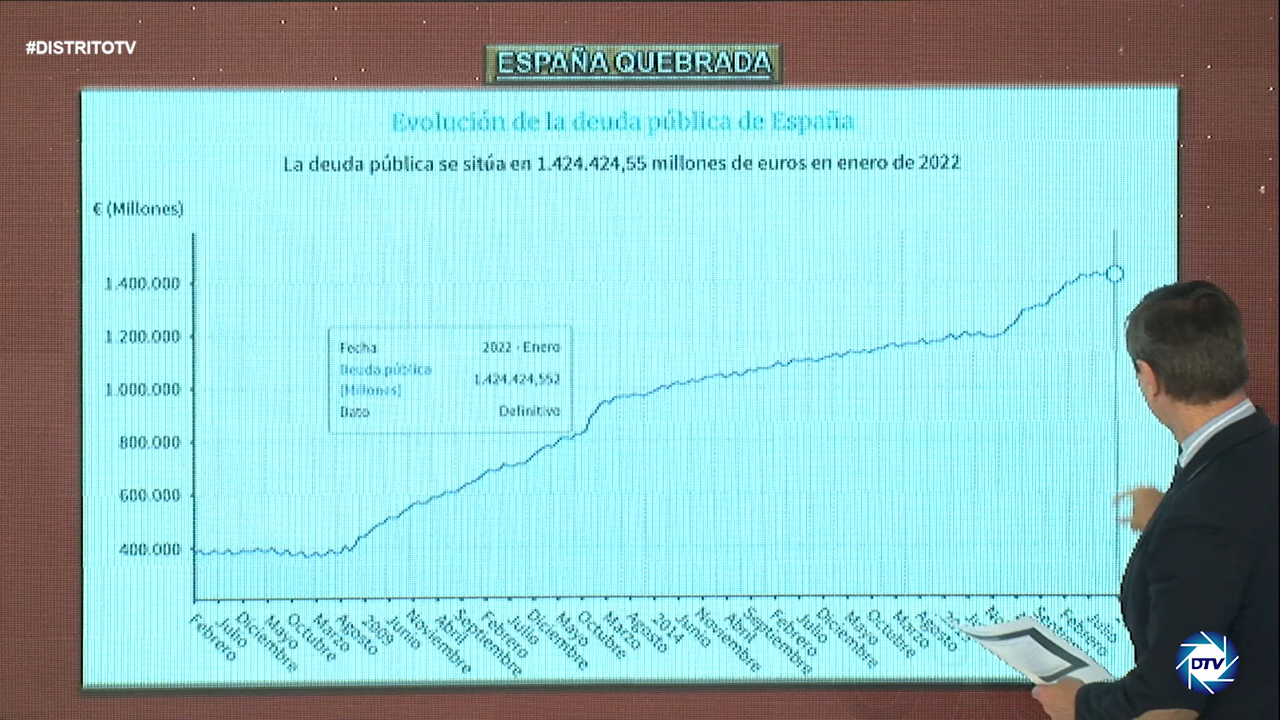 #DISTRITOTV
ESPAÑA QUEBRADA
Evolución de la deuda pública de España
La deuda pública se sitúa en 1.424.424,55 millones de euros en enero de 2022
€ (Millones)
1.400.000
1.200.000
1.000.000
800.000
600.000
400.000
Fecha 2022 - Enero
Deuda pública
(Millones) 1.424.424,552
Dato Definitivo
Febrero
Julio
Diciembre
Mayo
Octubre
Marzo
Agosto
2009
Junio
Noviembre
Abril
Septiembre
Febrero
Julio
Diciembre
Mayo
Octubre
Marzo
Agosto
2014
Junio
Noviembre
Abril
Septiembre
Febrero
Julio
Diciembre
Mayo
Octubre
Marzo
Agosto
Febrero
Julio
DTV